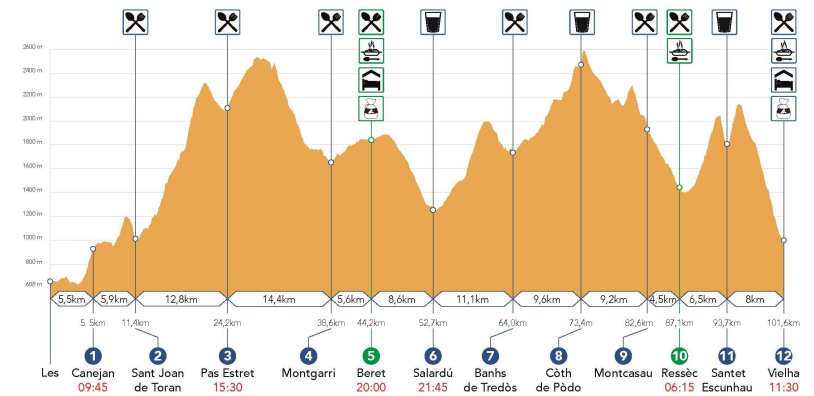 2600 m
2400 m
2200 m
2000 m
1800 m
1600 m
1400 m
1200 m
1000 m
800 m
608 m
5,5km 5,9km 12,8km 14,4km 5,6km 8,6km 11,1km 9,6km 9,2km 4,5km 6,5km 8km
5 5km 11,4km 24,2km 38,6km 44,2km 52,7km 64,0km 73,4m 82,6km 87,1km 93,7km 101,6km
1 2 3 4 5 6 7 8 9 10 11 12
Les Canejan Sant Joan Pas Estret Montgarri Beret Salardú Banhs Còth Montcasau Ressèc Santet Vielha
09:45 de Toran 15:30 20:00 21:45 de Tredòs de Pòdo 06:15 Escunhau 11:30